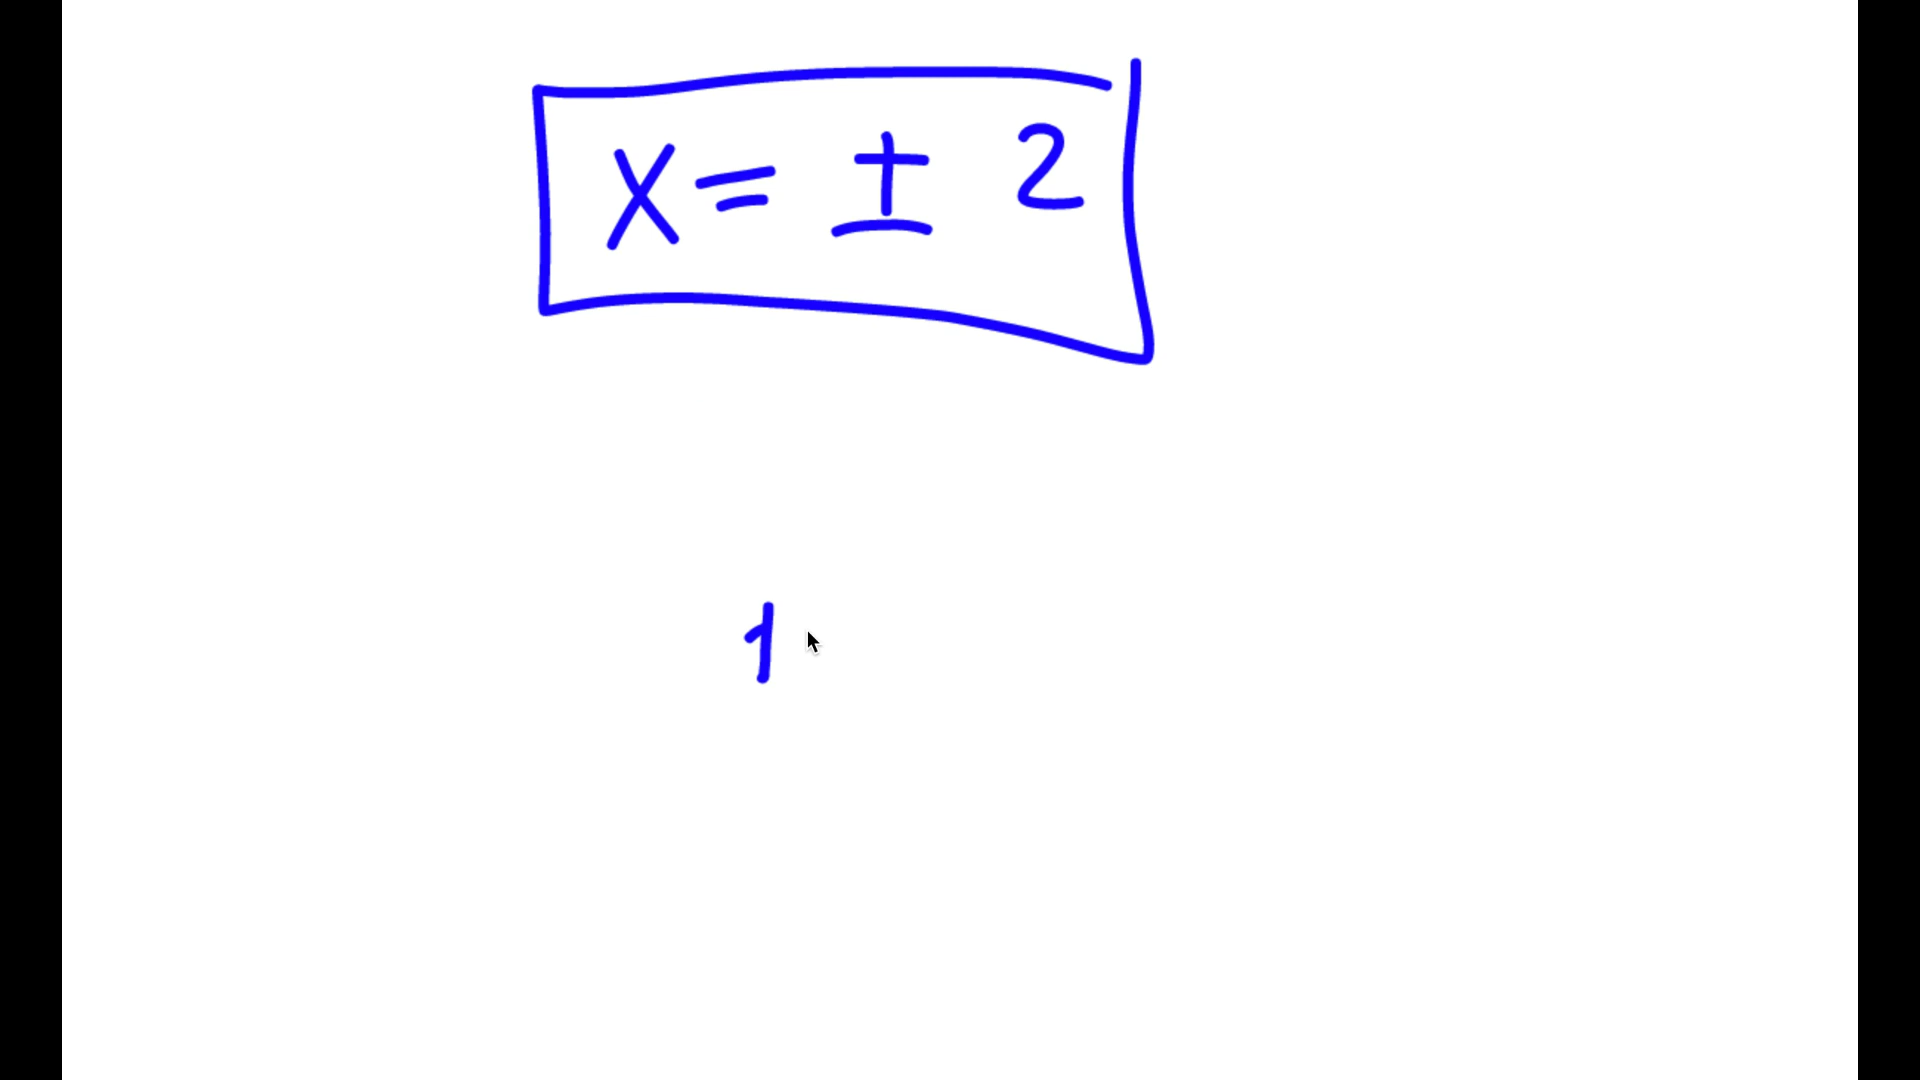 x = ± 2
1